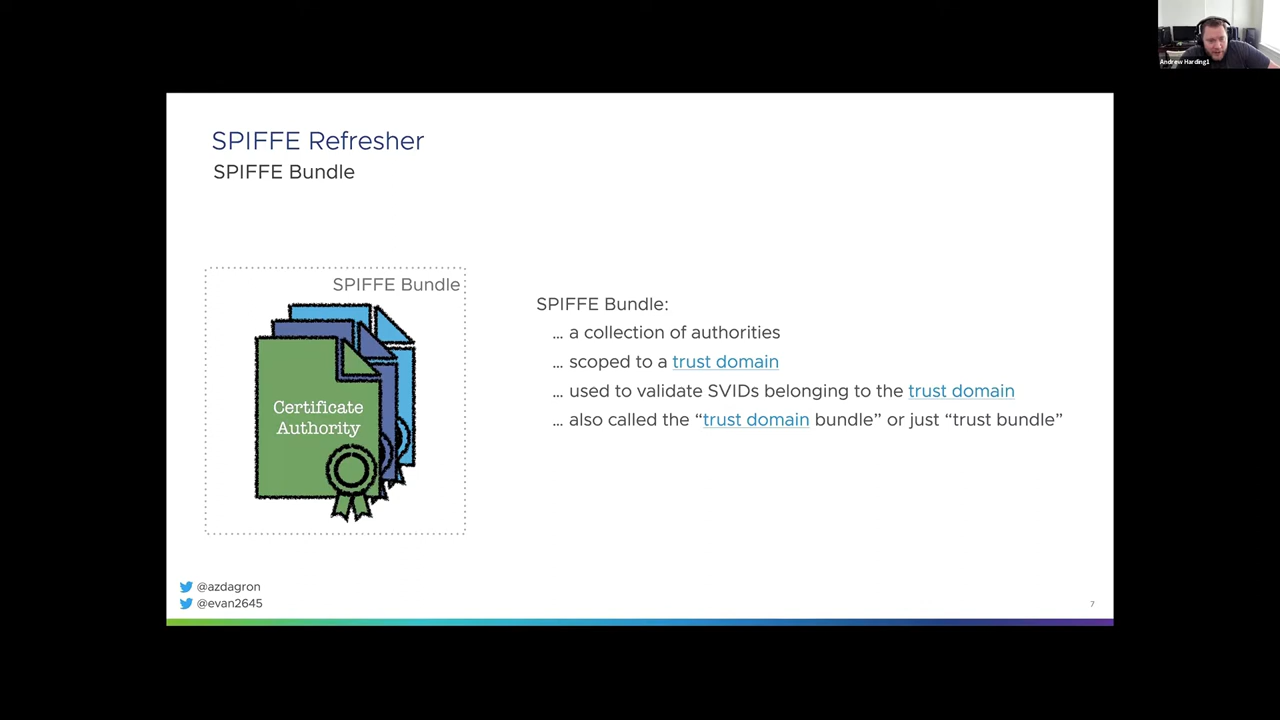 Andrew Harding1
SPIFFE Refresher
SPIFFE Bundle
SPIFFE Bundle
Certificate
Authority
SPIFFE Bundle:
... a collection of authorities
... scoped to a trust domain
... used to validate SVIDs belonging to the trust domain
... also called the “trust domain bundle” or just “trust bundle”
@azdagron
@evan2645
7